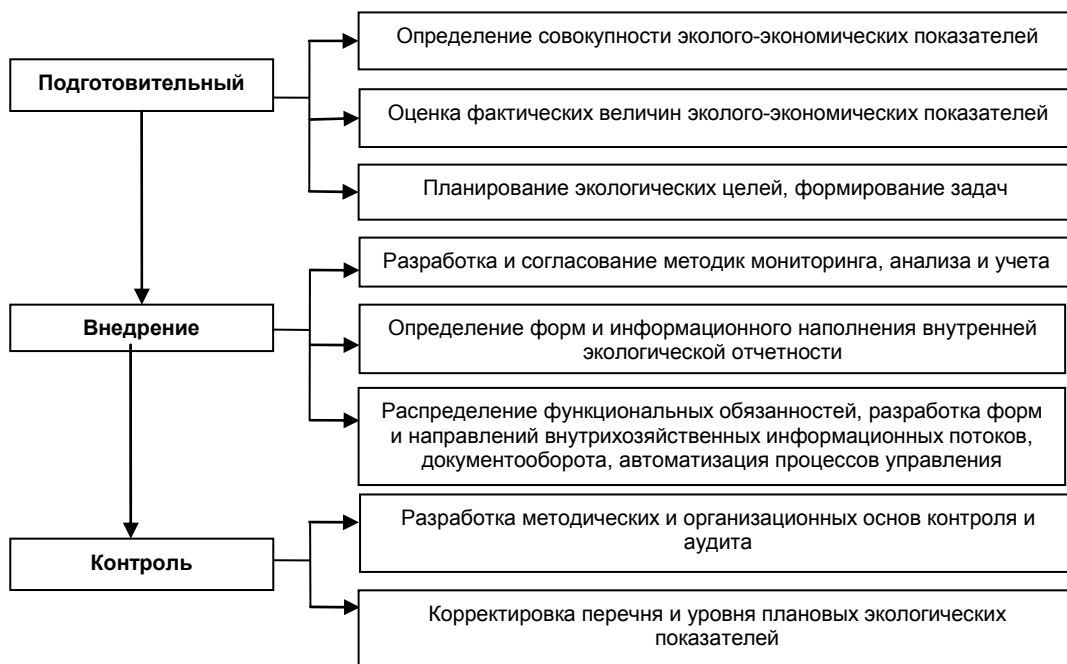 Подготовительный
Определение совокупности эколого-экономических показателей
Оценка фактических величин эколого-экономических показателей
Планирование экологических целей, формирование задач
Внедрение
Разработка и согласование методик мониторинга, анализа и учета
Определение форм и информационного наполнения внутренней
экологической отчетности
Распределение функциональных обязанностей, разработка форм
и направлений внутрихозяйственных информационных потоков,
документооборота, автоматизация процессов управления
Контроль
Разработка методических и организационных основ контроля и
аудита
Корректировка перечня и уровня плановых экологических
показателей